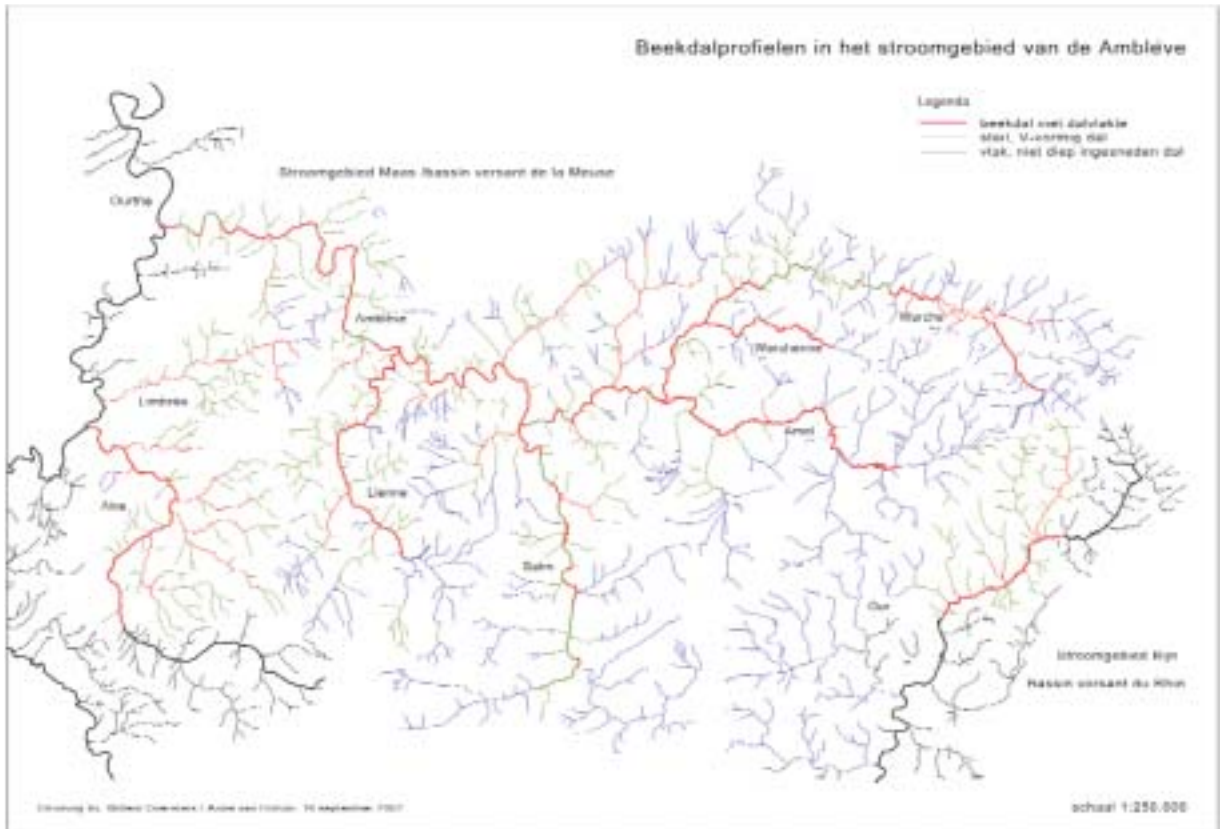 Beekdalprofielen in het stroomgebied van de Amblève
Legenda
beekdal met dalvlakte
steil, V-vormig dal
vlak, niet diep ingesneden dal
Stroomgebied Maas /bassin versant de la Meuse
Ourthe
Amblève
Warche
Warchenne
Lembrée
Amel
Lienne
Aisne
Salm
Our
Stroomgebied Rijn
Bassin versant du Rhin
schaal 1:250.000